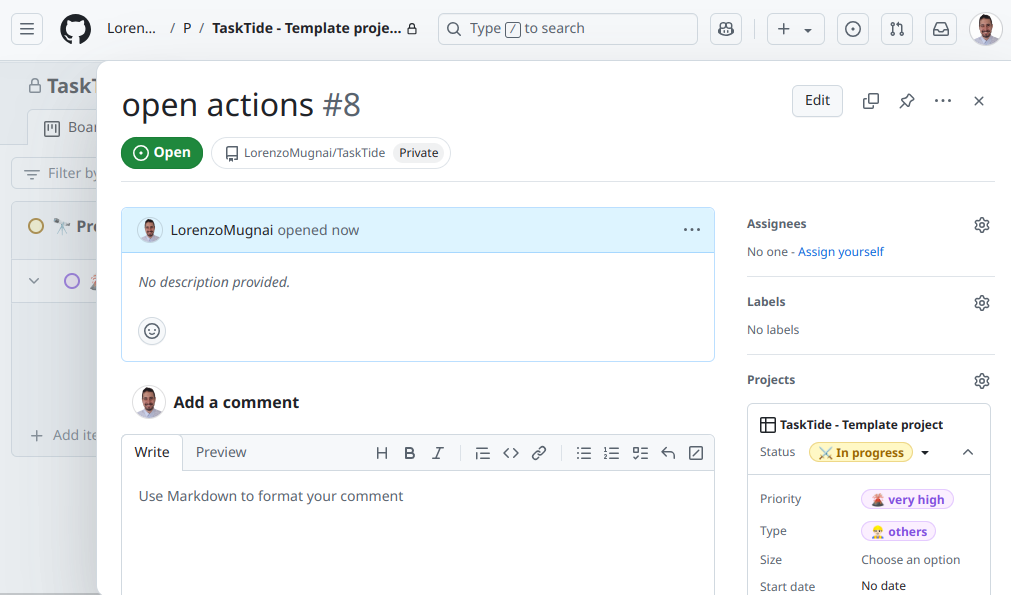 Loren... / P / TaskTide - Template proje...
Type / to search
TaskT
Boar
Filter by
Pr
Add ite
open actions #8
Edit
Open
LorenzoMugnai/TaskTide Private
LorenzoMugnai opened now
No description provided.
Add a comment
Write Preview
Use Markdown to format your comment
Assignees
No one - Assign yourself
Labels
No labels
Projects
TaskTide - Template project
Status In progress
Priority very high
Type others
Size Choose an option
Start date No date